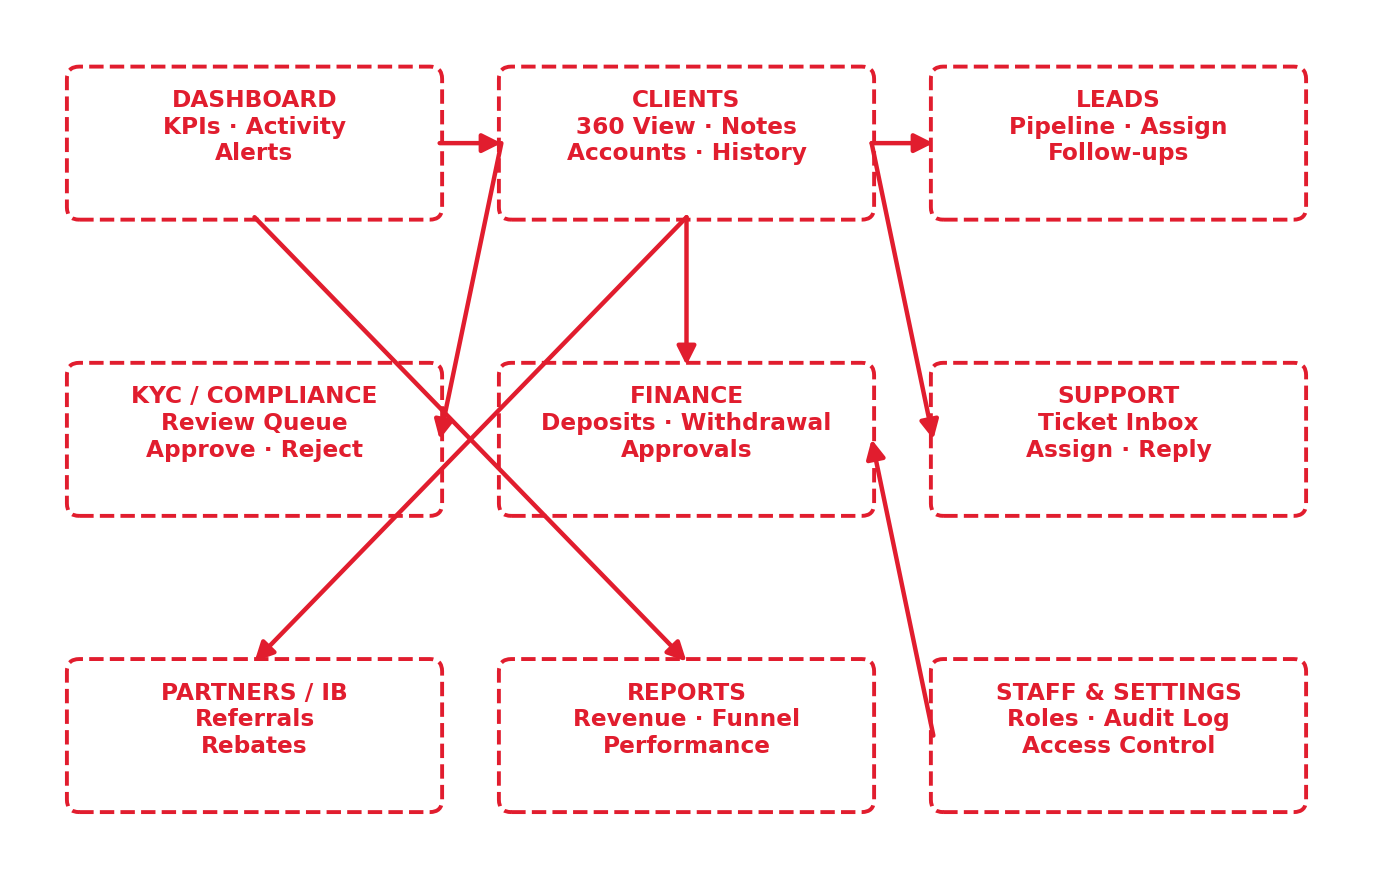 DASHBOARD
KPIs · Activity
Alerts
CLIENTS
360 View · Notes
Accounts · History
LEADS
Pipeline · Assign
Follow-ups
KYC / COMPLIANCE
Review Queue
Approve · Reject
FINANCE
Deposits · Withdrawal
Approvals
SUPPORT
Ticket Inbox
Assign · Reply
PARTNERS / IB
Referrals
Rebates
REPORTS
Revenue · Funnel
Performance
STAFF & SETTINGS
Roles · Audit Log
Access Control